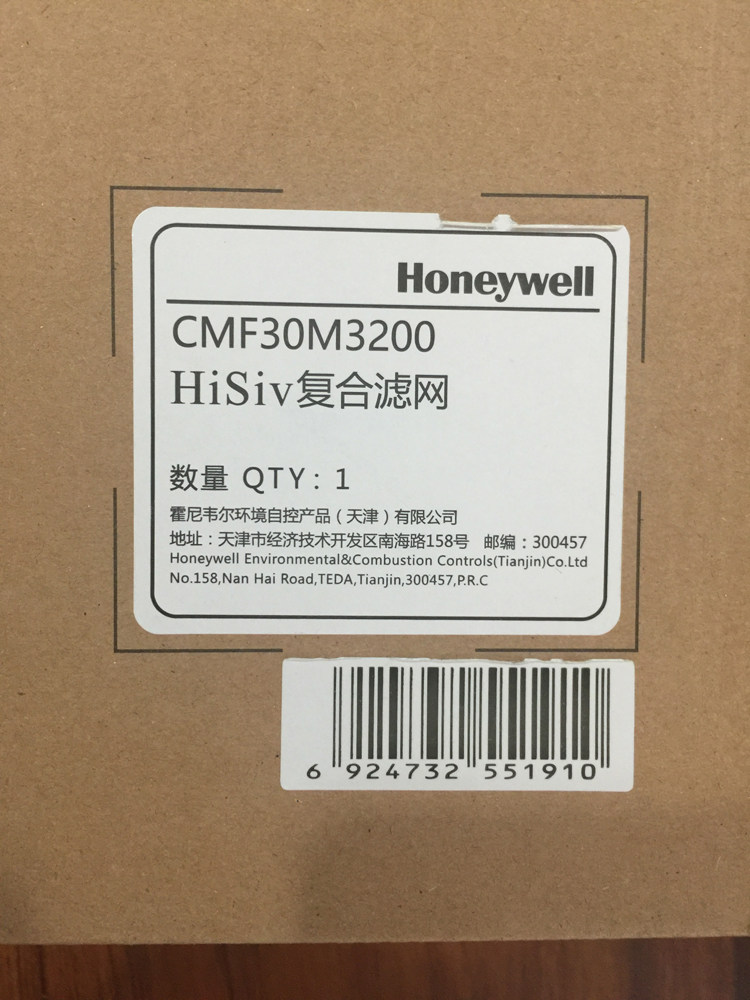 Honeywell
CMF30M3200
HiSiv复合滤网
数量 QTY: 1
霍尼韦尔环境自控产品（天津）有限公司
地址：天津市经济技术开发区南海路158号 邮编：300457
Honeywell Environmental&Combustion Controls(Tianjin)Co.Ltd
No.158,Nan Hai Road,TEDA,Tianjin,300457,P.R.C
6 924732 551910